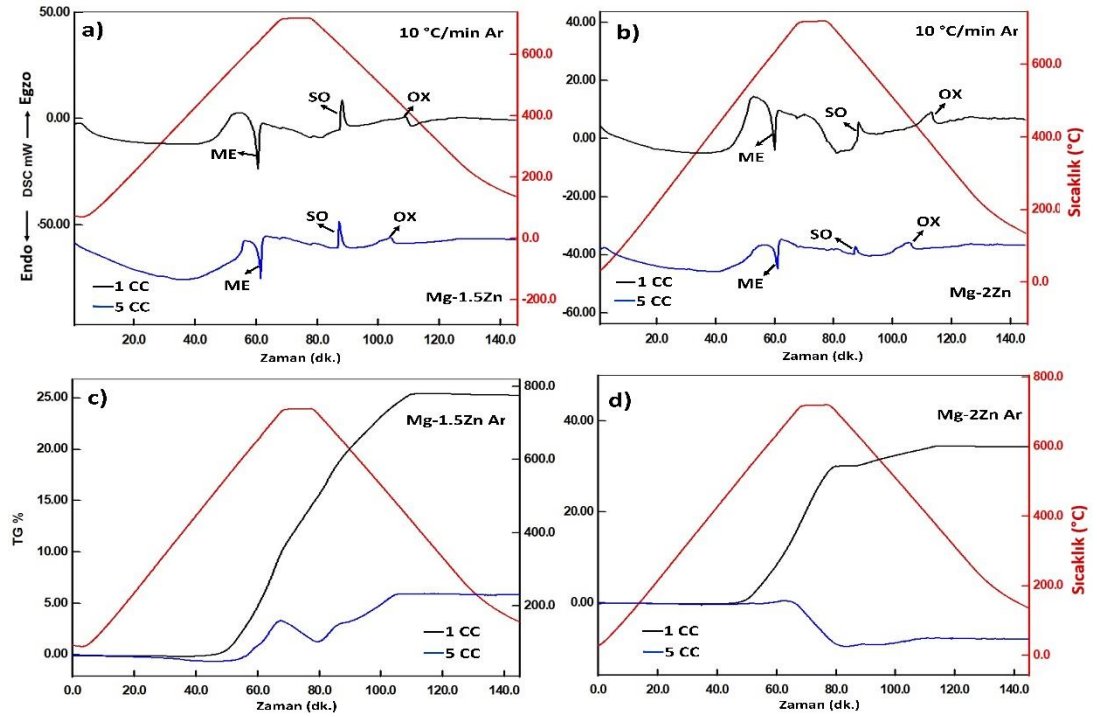 a)
10 °C/min Ar
50.00
0.00
-50.00
Endo ← DSC mW → Egzo
600.0
400.0
200.0
0.00
-200.0
SO
OX
ME
SO
OX
ME
1 CC
5 CC
Mg-1.5Zn
0.0 20.0 40.0 60.0 80.0 100.0 120.0 140.0
Zaman (dk.)
b)
10 °C/min Ar
40.00
20.00
0.00
-20.00
-40.00
-60.00
600.0
400.0
200.0
0.0
Sıcaklık (°C)
SO
OX
ME
SO
OX
ME
1 CC
5 CC
Mg-2Zn
20.0 40.0 60.0 80.0 100.0 120.0 140.0
Zaman (dk.)
c)
Mg-1.5Zn Ar
25.00
20.00
15.00
10.00
5.00
0.00
TG %
800.0
600.0
400.0
200.0
1 CC
5 CC
0.0 20.0 40.0 60.0 80.0 100.0 120.0 140.0
Zaman (dk.)
d)
Mg-2Zn Ar
40.00
20.00
0.00
800.0
600.0
400.0
200.0
0.0
Sıcaklık (°C)
1 CC
5 CC
0.0 20.0 40.0 60.0 80.0 100.0 120.0 140.0
Zaman (dk.)